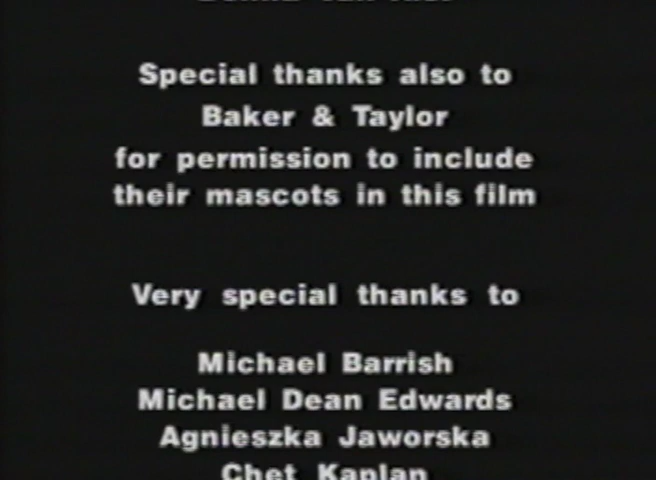 Special thanks also to
Baker & Taylor
for permission to include
their mascots in this film
Very special thanks to
Michael Barrish
Michael Dean Edwards
Agnieszka Jaworska
Chet Kaplan